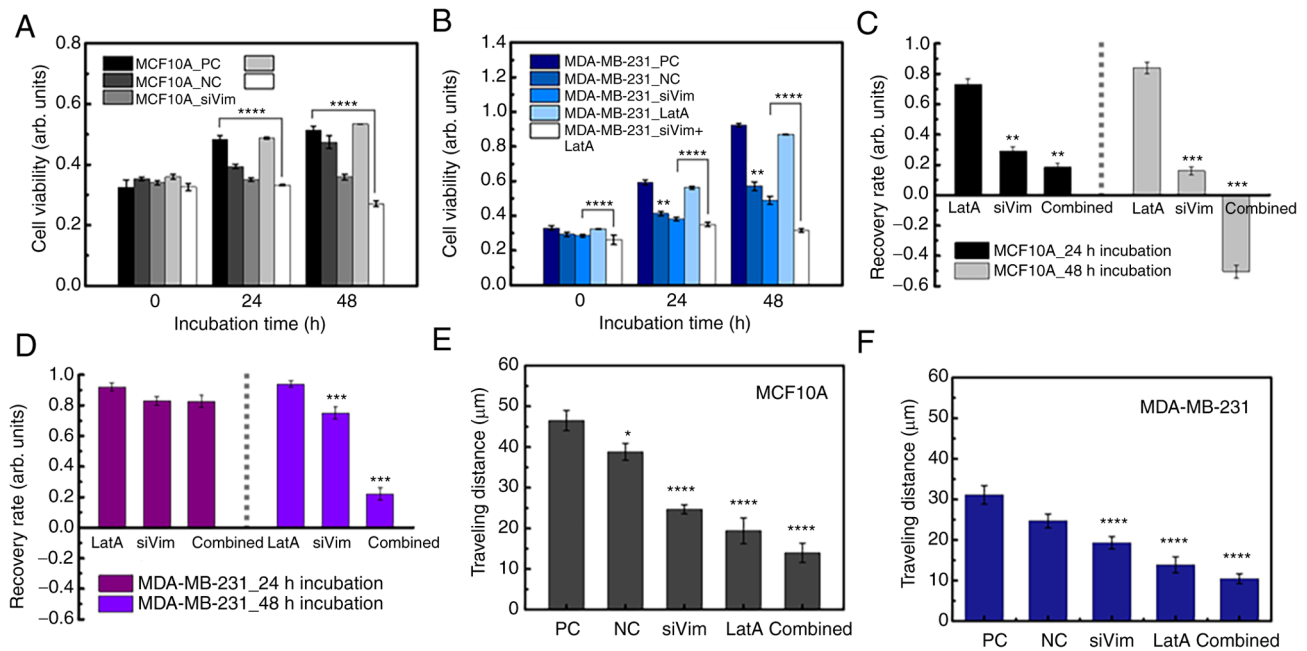 A
Cell viability (arb. units)
0.8
0.6
0.4
0.2
0.0
MCF10A_PC
MCF10A_NC
MCF10A_siVim
****
****
0
24
48
Incubation time (h)
B
Cell viability (arb. units)
1.4
1.2
1.0
0.8
0.6
0.4
0.2
0.0
MDA-MB-231_PC
MDA-MB-231_NC
MDA-MB-231_siVim
MDA-MB-231_LatA
MDA-MB-231_siVim+
LatA
****
**
****
**
****
0
24
48
Incubation time (h)
C
Recovery rate (arb. units)
1.0
0.8
0.6
0.4
0.2
0.0
−0.2
−0.4
−0.6
**
**
***
***
LatA
siVim
Combined
LatA
siVim
Combined
MCF10A_24 h incubation
MCF10A_48 h incubation
D
Recovery rate (arb. units)
1.0
0.8
0.6
0.4
0.2
0.0
−0.2
−0.4
−0.6
***
***
LatA
siVim
Combined
LatA
siVim
Combined
MDA-MB-231_24 h incubation
MDA-MB-231_48 h incubation
E
Traveling distance (μm)
60
50
40
30
20
10
0
MCF10A
*
****
****
****
PC
NC
siVim
LatA
Combined
F
Traveling distance (μm)
60
50
40
30
20
10
0
MDA-MB-231
****
****
****
PC
NC
siVim
LatA
Combined